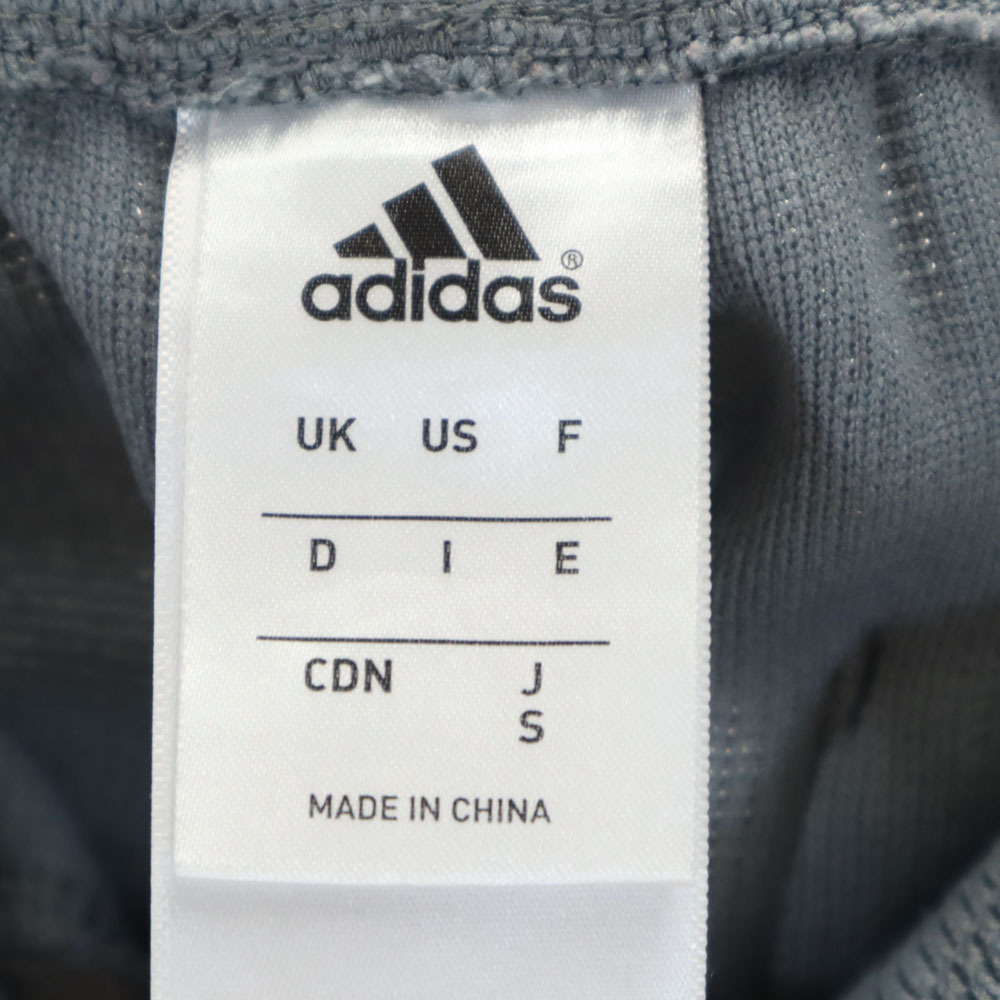 adidas®
UK US F
D I E
CDN J
S
MADE IN CHINA